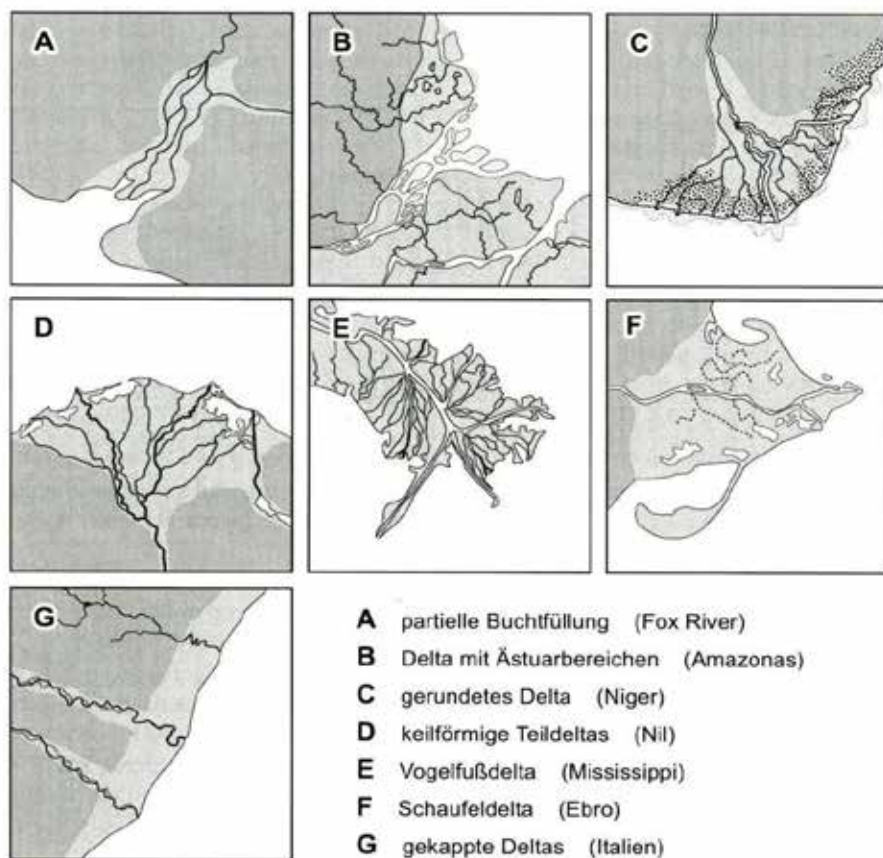 A
B
C
D
E
F
G
A partielle Buchtfüllung (Fox River)
B Delta mit Ästuarbereichen (Amazonas)
C gerundetes Delta (Niger)
D keilförmige Teildeltas (Nil)
E Vogelfußdelta (Mississippi)
F Schaufeldelta (Ebro)
G gekappte Deltas (Italien)